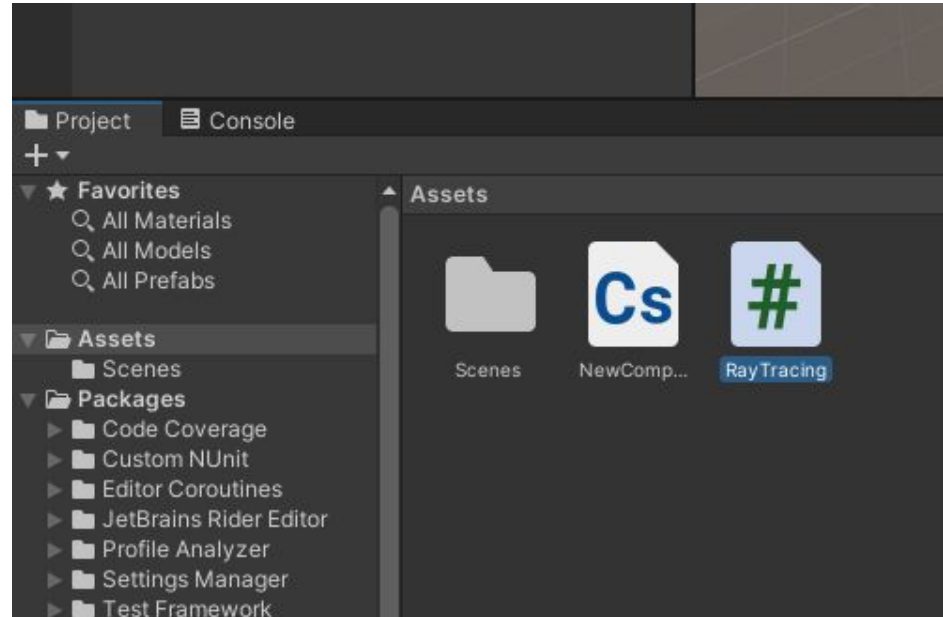 Project
Console
Favorites
All Materials
All Models
All Prefabs
Assets
Scenes
Packages
Code Coverage
Custom NUnit
Editor Coroutines
JetBrains Rider Editor
Profile Analyzer
Settings Manager
Test Framework
Assets
Cs
#
Scenes
NewComp...
RayTracing